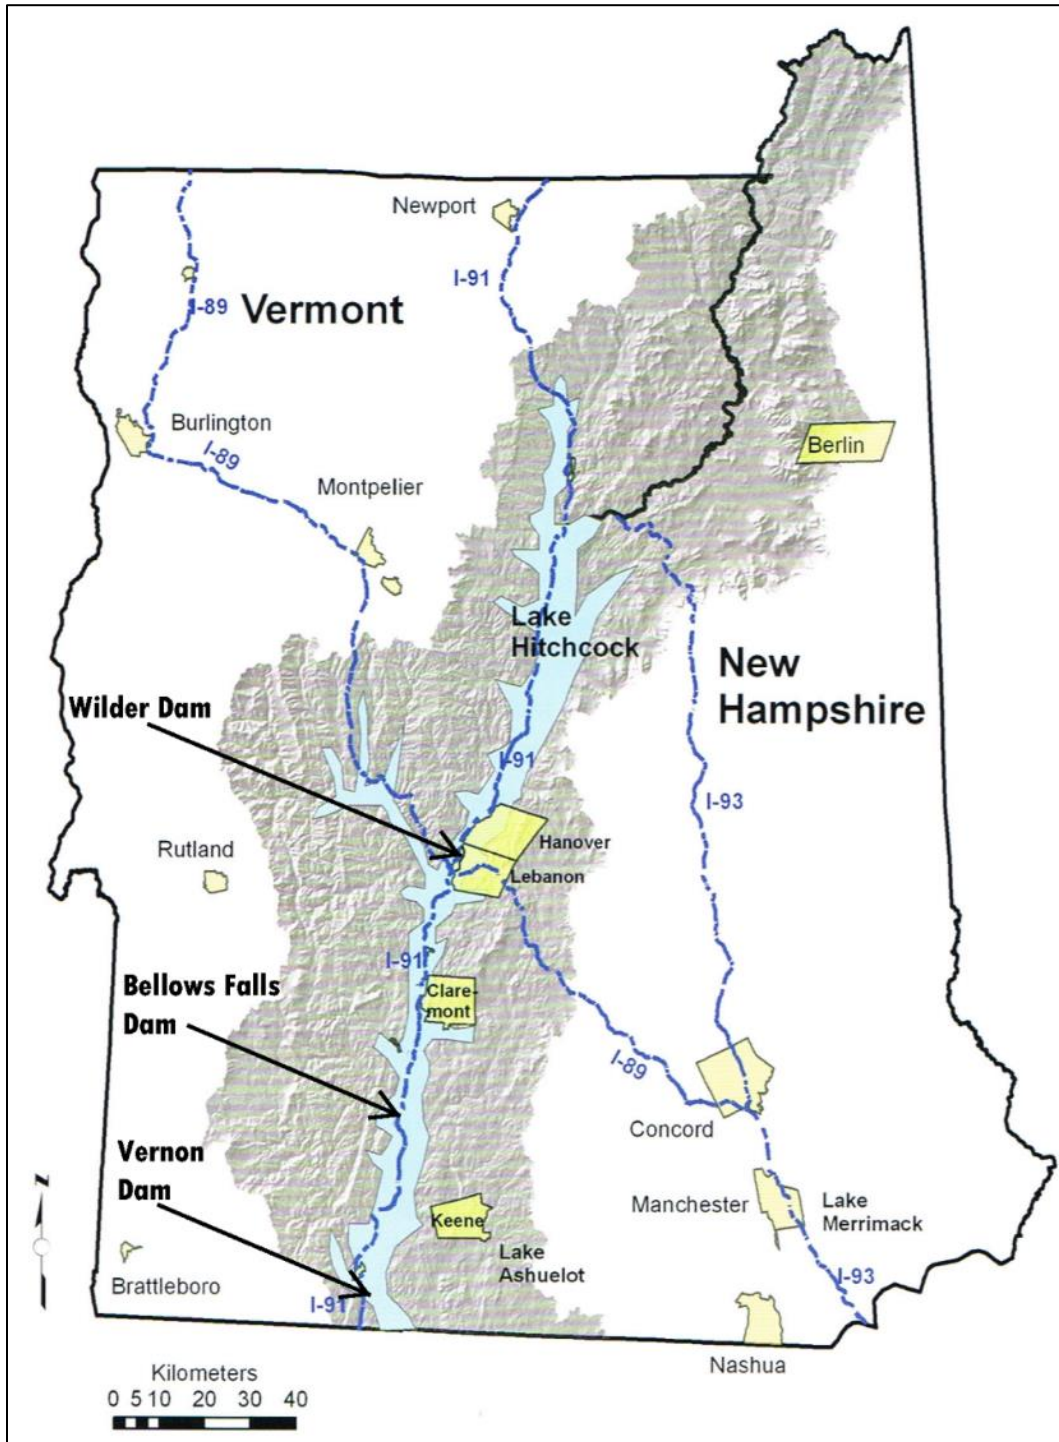 Newport
I-91
I-89
Vermont
Burlington
I-89
Berlin
Montpelier
Lake
Hitchcock
New
Hampshire
Wilder Dam
I-91
I-93
Hanover
Rutland
Lebanon
I-91
Bellows Falls
Dam
Clare-
mont
I-89
Concord
Vernon
Dam
Manchester
Lake
Merrimack
Keene
Lake
Ashuelot
N
Brattleboro
I-91
I-93
Nashua
Kilometers
0 5 10 20 30 40